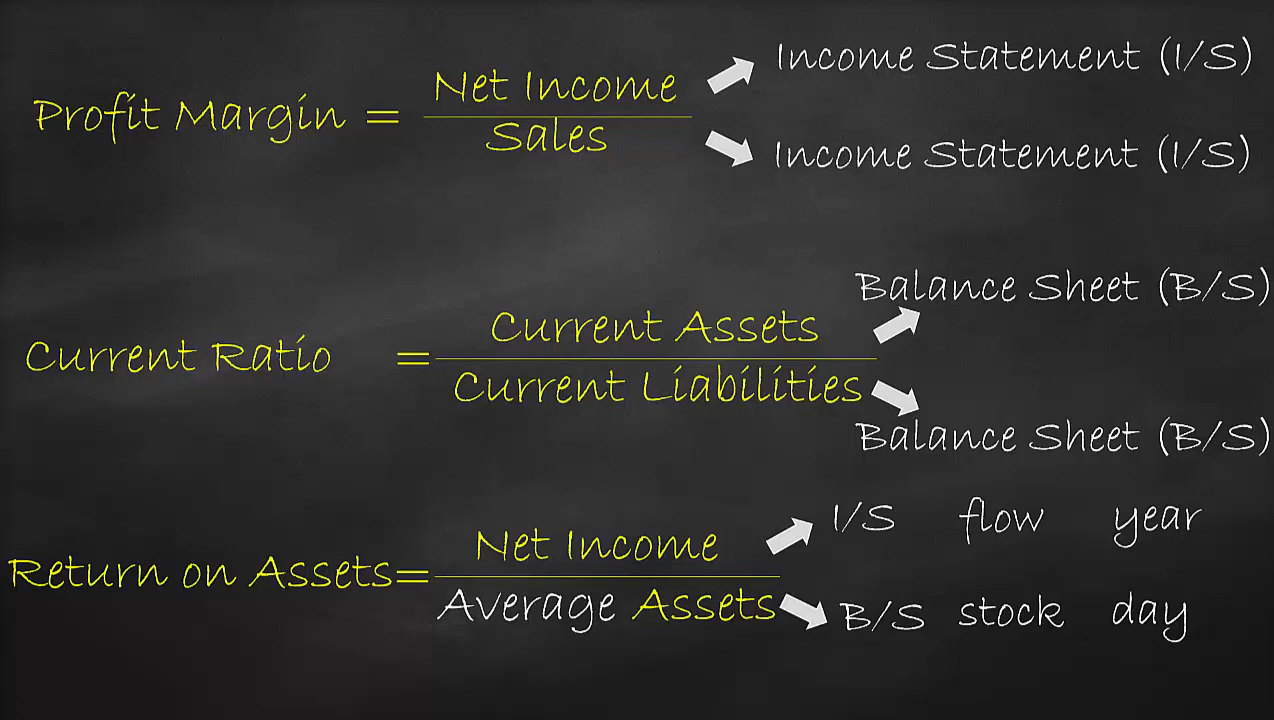 Profit Margin = Net Income
Sales
Income Statement (I/S)
Income Statement (I/S)
Current Ratio = Current Assets
Current Liabilities
Balance Sheet (B/S)
Balance Sheet (B/S)
Return on Assets = Net Income
Average Assets
I/S flow year
B/S stock day